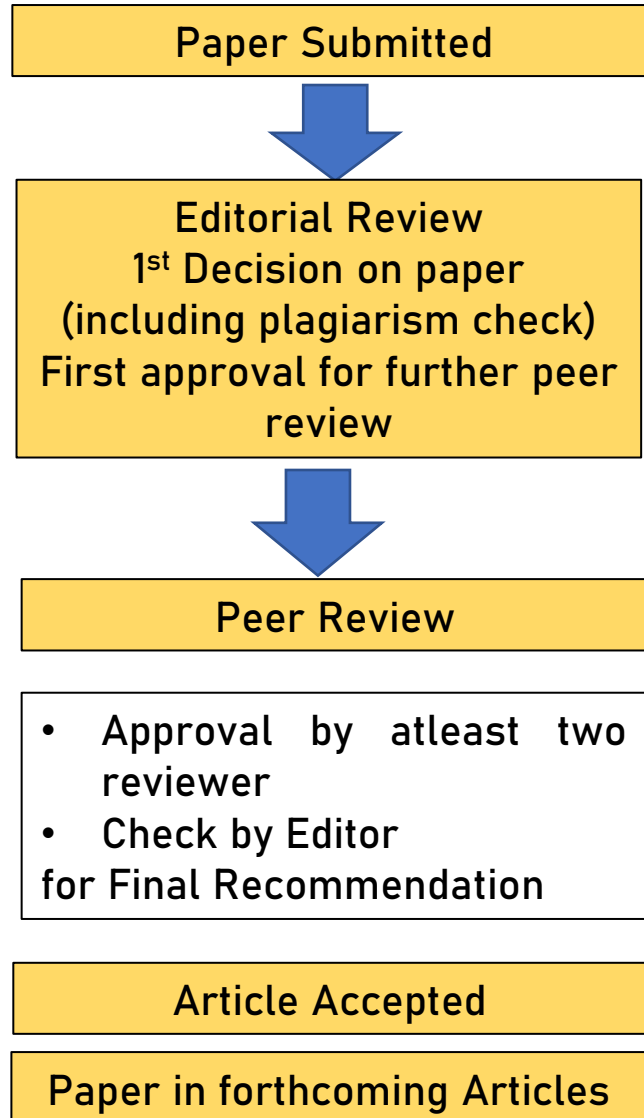 Paper Submitted
Editorial Review
1st Decision on paper
(including plagiarism check)
First approval for further peer
review
Peer Review
• Approval by atleast two
reviewer
• Check by Editor
for Final Recommendation
Article Accepted
Paper in forthcoming Articles